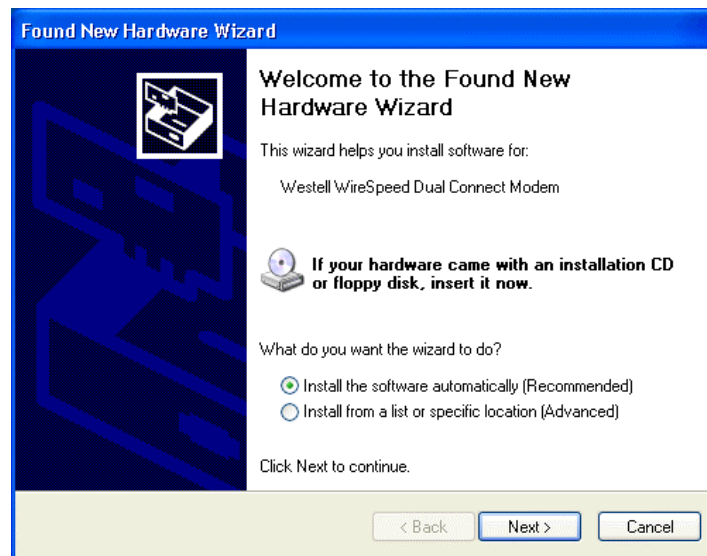 Found New Hardware Wizard
Welcome to the Found New
Hardware Wizard
This wizard helps you install software for:
Westell WireSpeed Dual Connect Modem
If your hardware came with an installation CD
or floppy disk, insert it now.
What do you want the wizard to do?
Install the software automatically (Recommended)
Install from a list or specific location (Advanced)
Click Next to continue.
< Back
Next >
Cancel